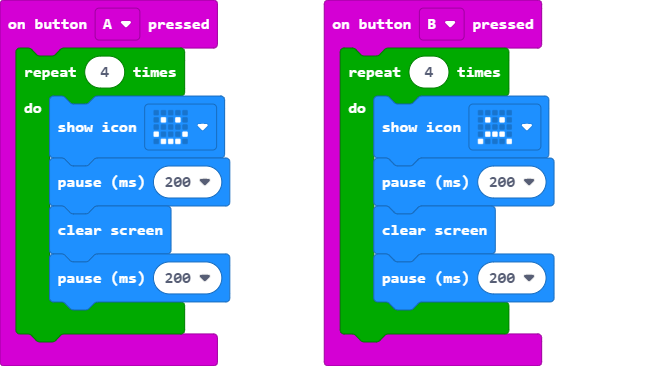 on button A pressed
repeat 4 times
do
show icon
pause (ms) 200
clear screen
pause (ms) 200
on button B pressed
repeat 4 times
do
show icon
pause (ms) 200
clear screen
pause (ms) 200